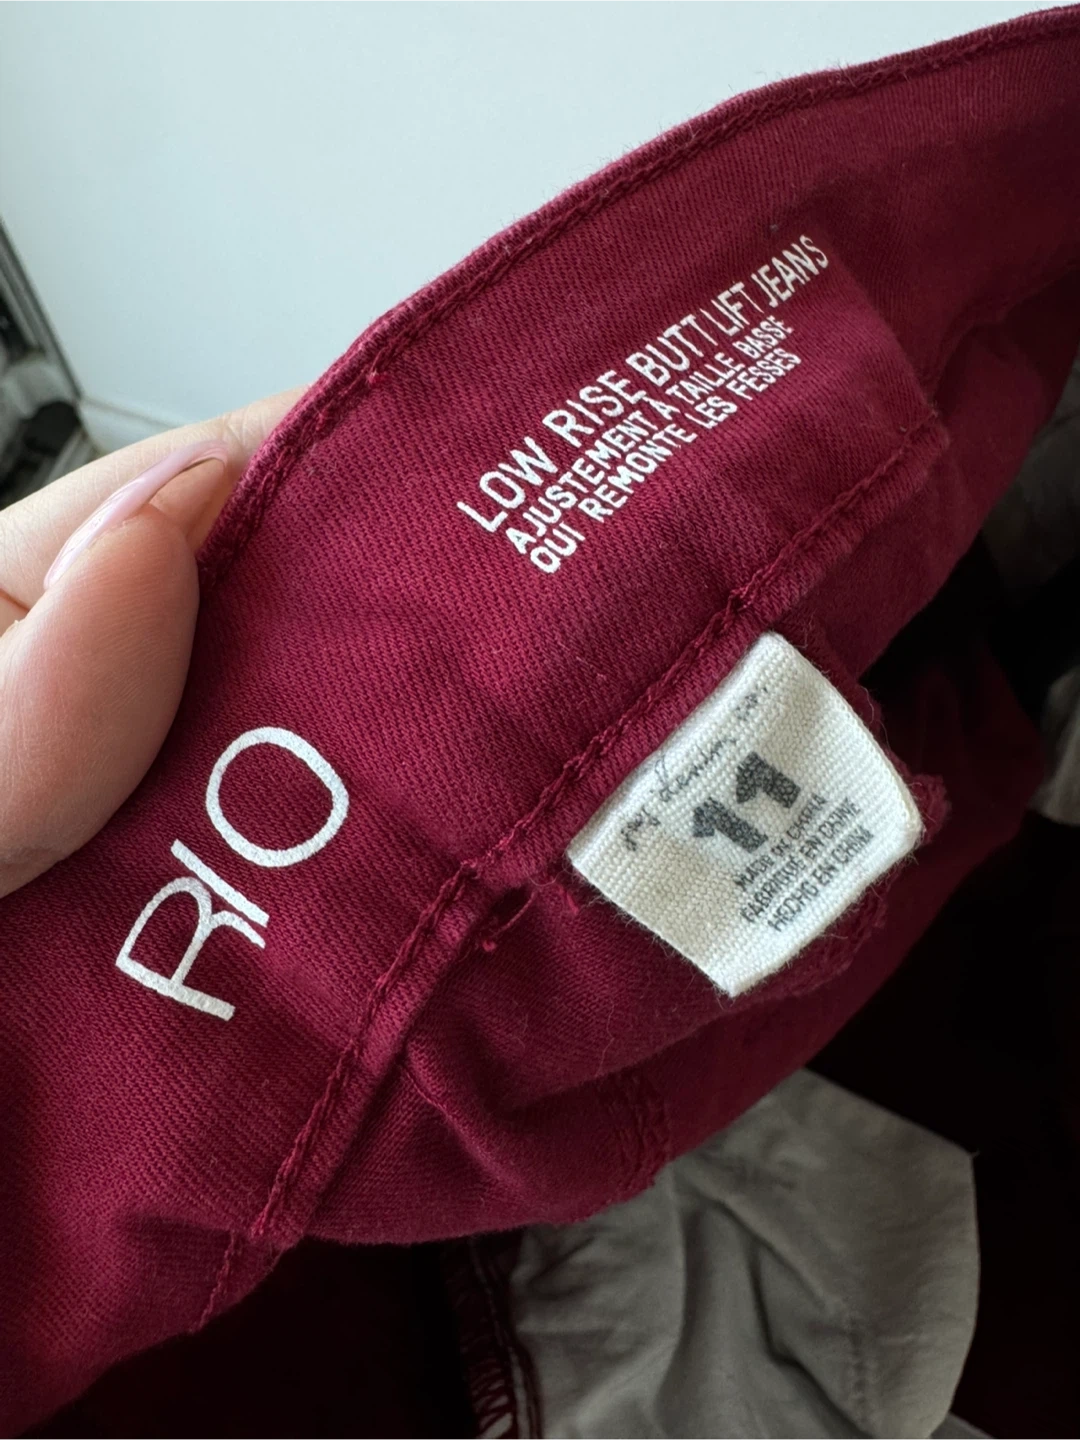 LOW RISE BUTT LIFT JEANS
AJUSTEMENT À TAILLE BASSE
QUI REMONTE LES FESSES
RIO
denim
11
MADE IN CHINA
FABRIQUÉ EN CHINE
HECHO EN CHINA